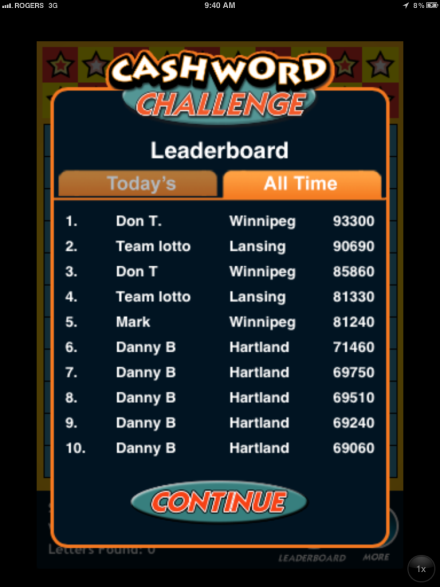 ROGERS 3G 9:40 AM 8%
CASHWORD
CHALLENGE
Leaderboard
Today's All Time
1. Don T. Winnipeg 93300
2. Team lotto Lansing 90690
3. Don T Winnipeg 85860
4. Team lotto Lansing 81330
5. Mark Winnipeg 81240
6. Danny B Hartland 71460
7. Danny B Hartland 69750
8. Danny B Hartland 69510
9. Danny B Hartland 69240
10. Danny B Hartland 69060
CONTINUE
Letters Found: 0
LEADERBOARD MORE
1x